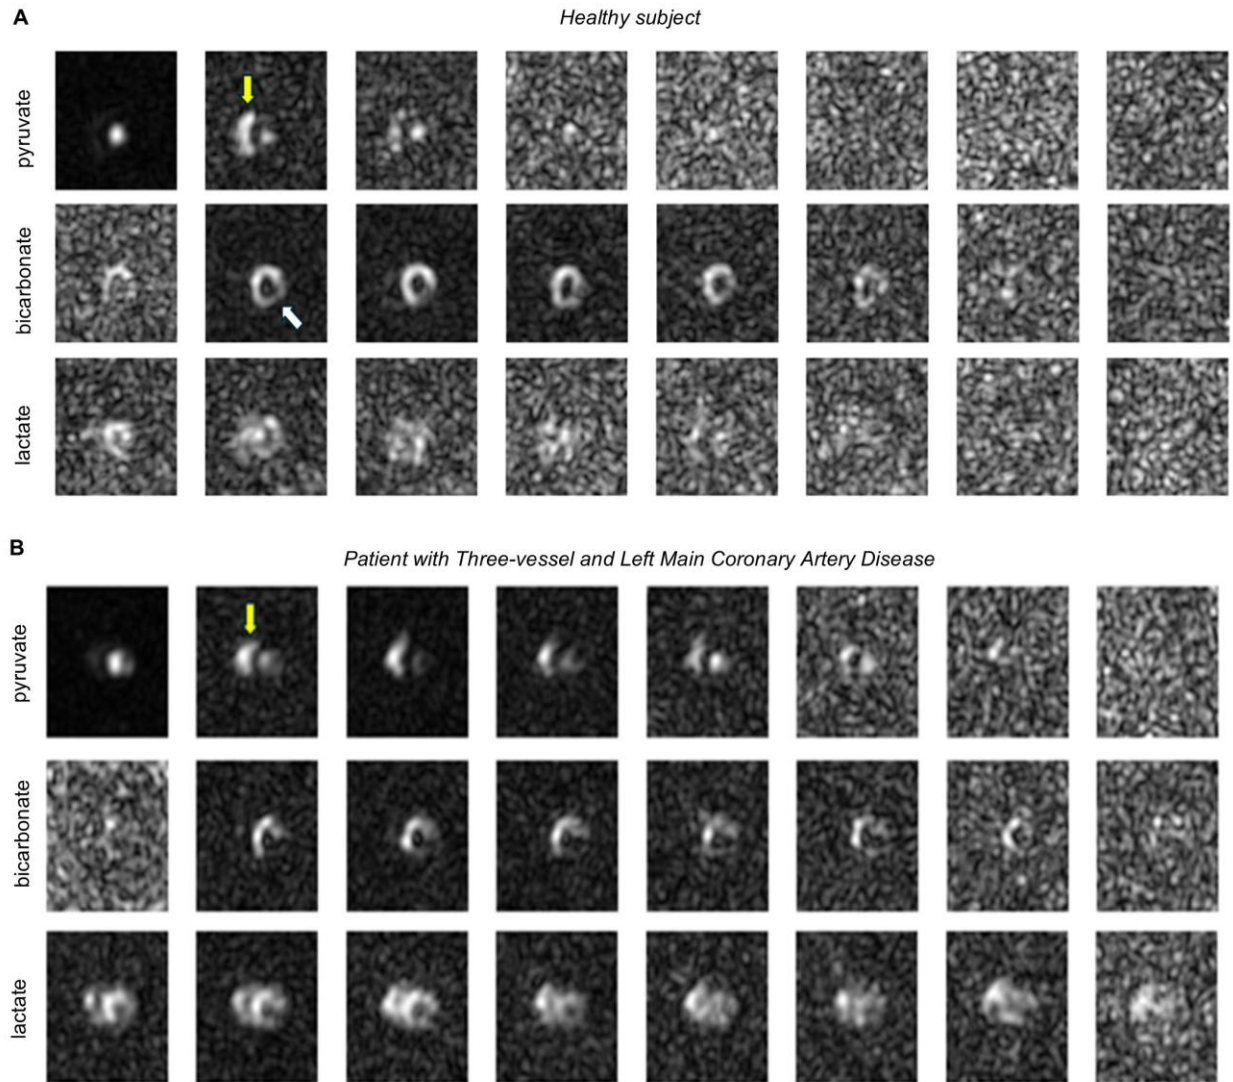 A
Healthy subject
pyruvate
bicarbonate
lactate
B
Patient with Three-vessel and Left Main Coronary Artery Disease
pyruvate
bicarbonate
lactate